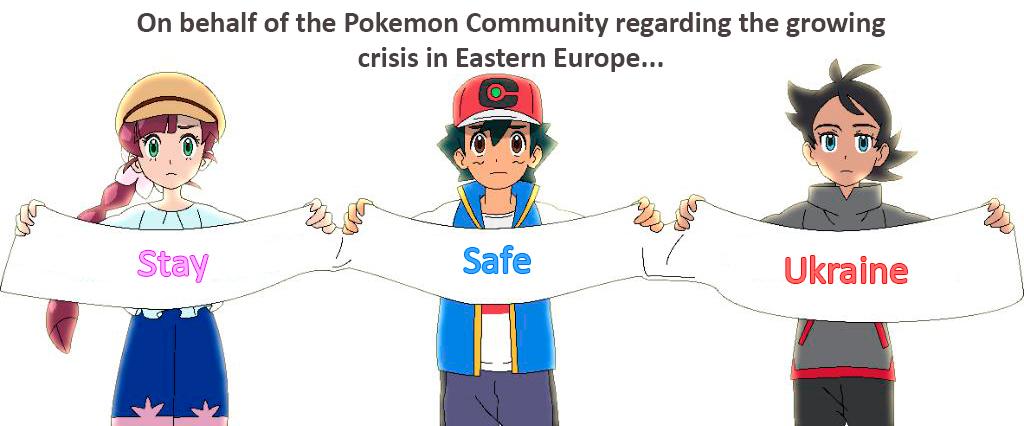 On behalf of the Pokemon Community regarding the growing
crisis in Eastern Europe...
Stay
Safe
Ukraine